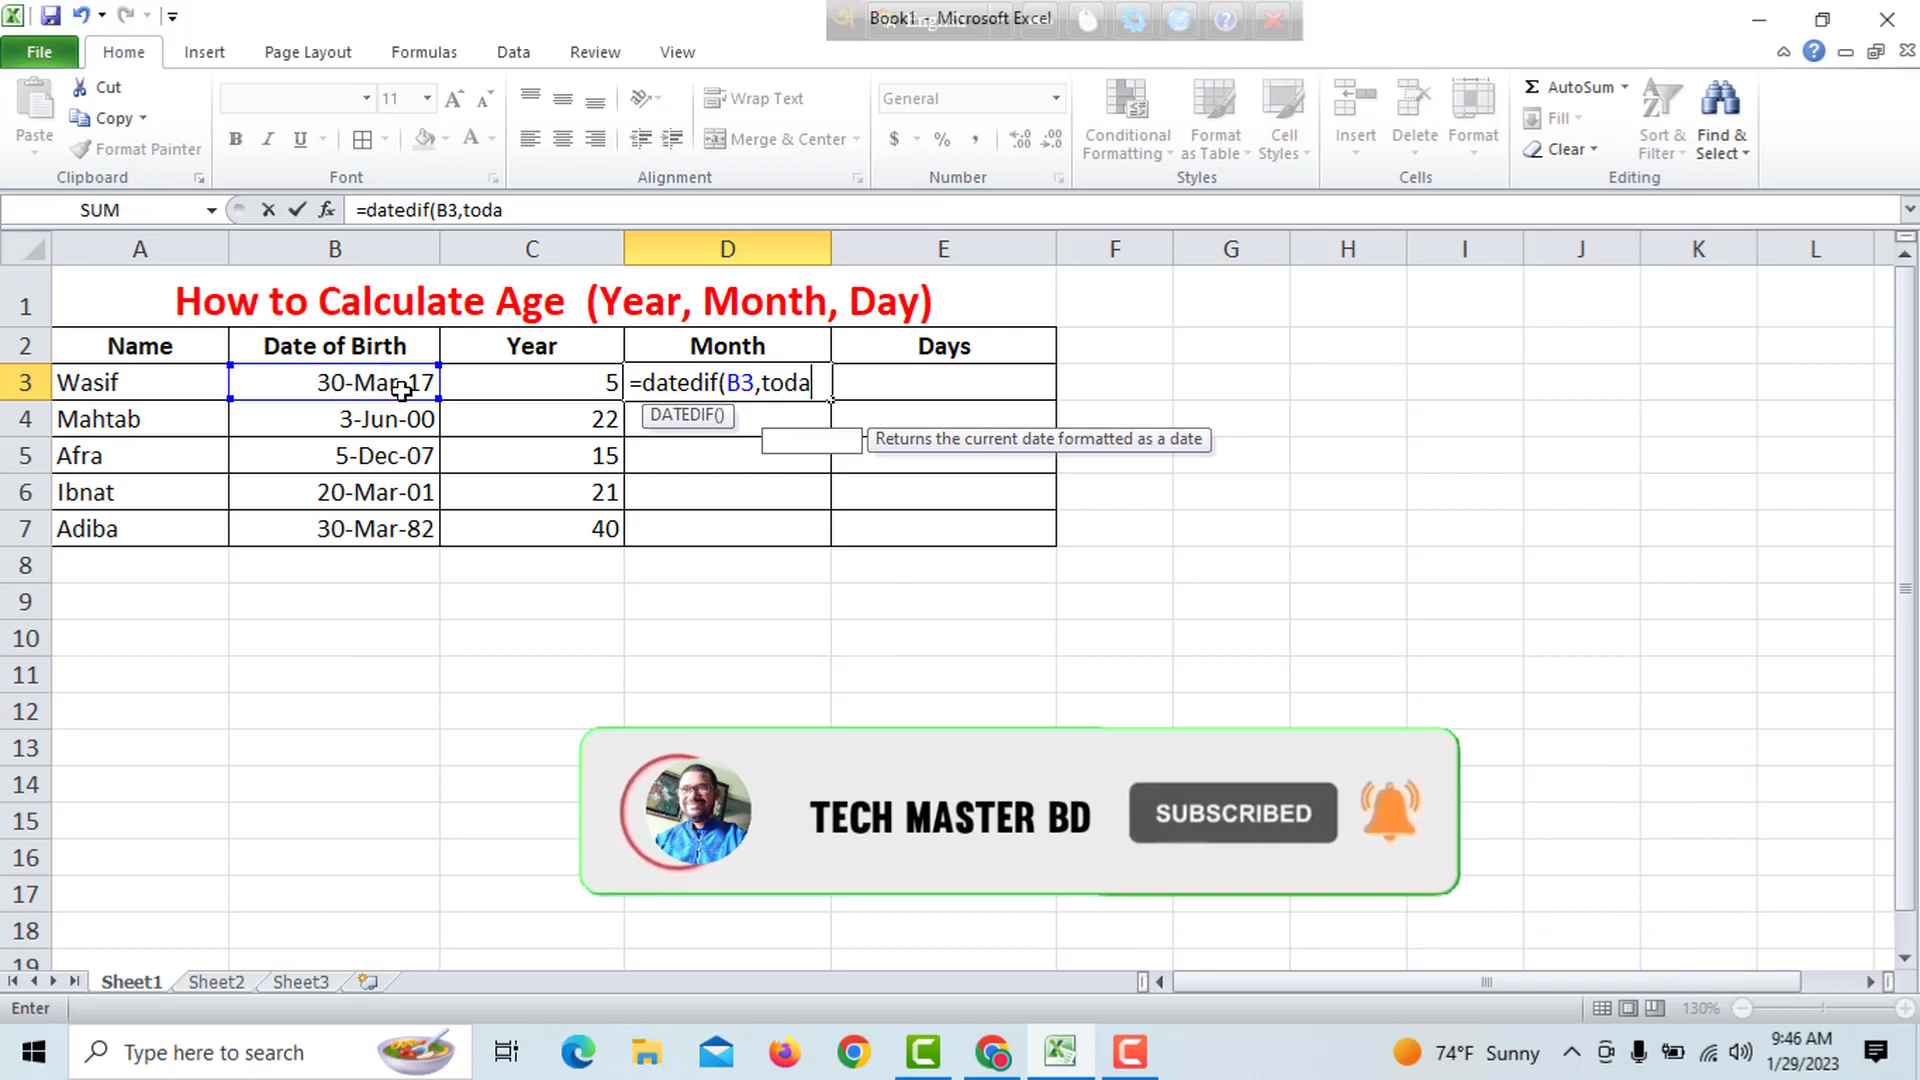 Book1 - Microsoft Excel
File Home Insert Page Layout Formulas Data Review View
Paste
Cut
Copy
Format Painter
Clipboard
11
B I U A
Font
Wrap Text
Merge & Center
Alignment
General
$ % ,
Number
Conditional Formatting
Format as Table
Cell Styles
Styles
Insert
Delete
Format
Cells
Σ AutoSum
Fill
Clear
Sort & Filter
Find & Select
Editing
SUM fx =datedif(B3,toda
A B C D E F G H I J K L
1 How to Calculate Age (Year, Month, Day)
2 Name Date of Birth Year Month Days
3 Wasif 30-Mar-17 5 =datedif(B3,toda
4 Mahtab 3-Jun-00 22
DATEDIF()
Returns the current date formatted as a date
5 Afra 5-Dec-07 15
6 Ibnat 20-Mar-01 21
7 Adiba 30-Mar-82 40
8
9
10
11
12
13
14
15
16
17
18
19
TECH MASTER BD SUBSCRIBED
Sheet1 Sheet2 Sheet3
Enter 130%
Type here to search
74°F Sunny
9:46 AM
1/29/2023